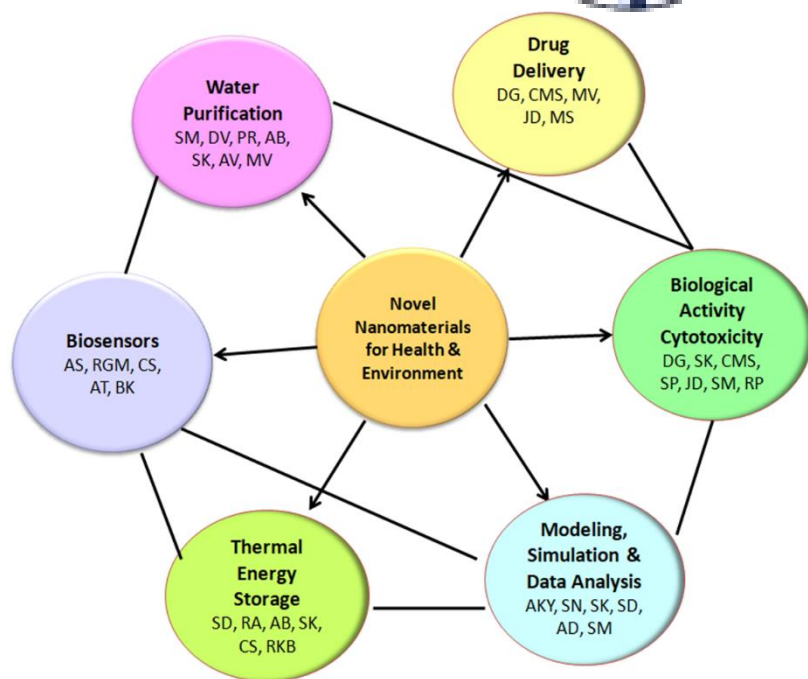 Drug
Delivery
DG, CMS, MV,
JD, MS
Water
Purification
SM, DV, PR, AB,
SK, AV, MV
Novel
Nanomaterials
for Health &
Environment
Biological
Activity
Cytotoxicity
DG, SK, CMS,
SP, JD, SM, RP
Biosensors
AS, RGM, CS,
AT, BK
Thermal
Energy
Storage
SD, RA, AB, SK,
CS, RKB
Modeling,
Simulation &
Data Analysis
AKY, SN, SK, SD,
AD, SM